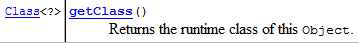 Class<?> getClass()
Returns the runtime class of this Object.